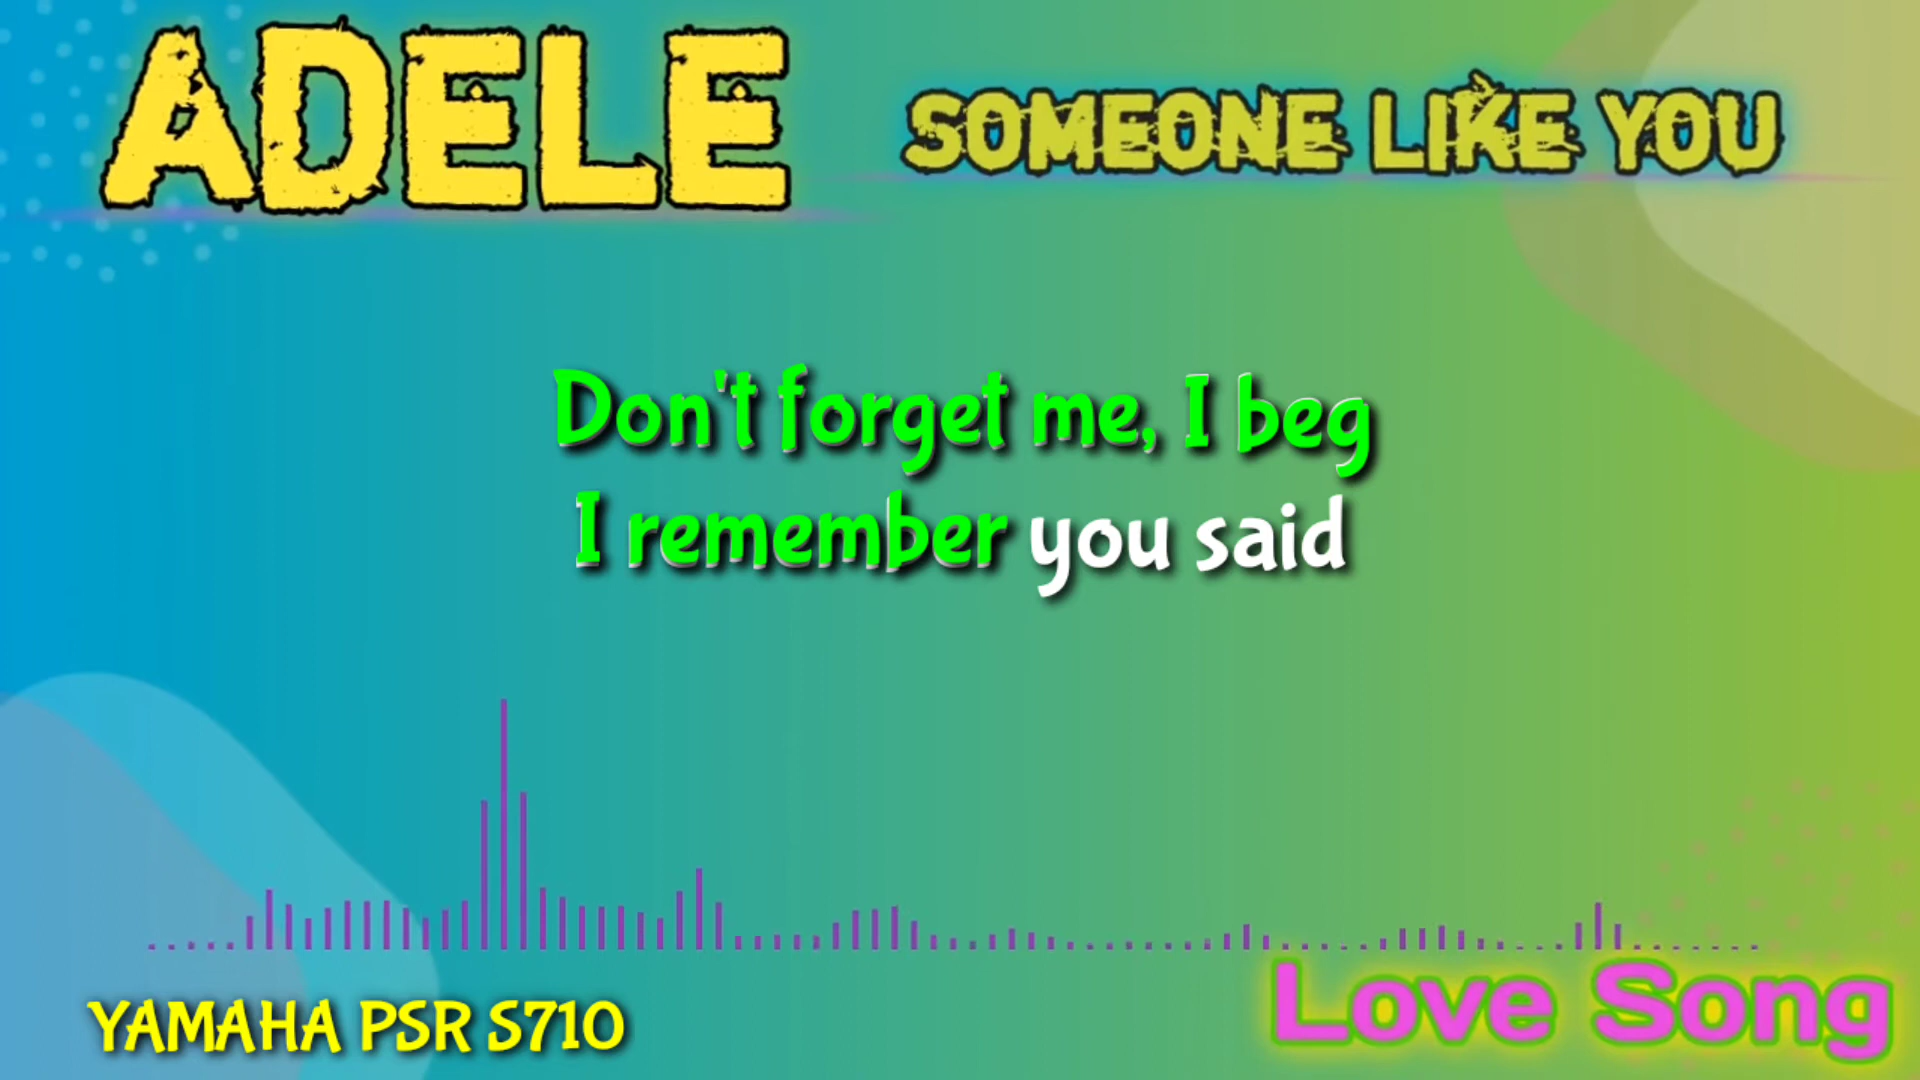 ADELE
SOMEONE LIKE YOU
Don't forget me, I beg
I remember you said
YAMAHA PSR S710
Love Song